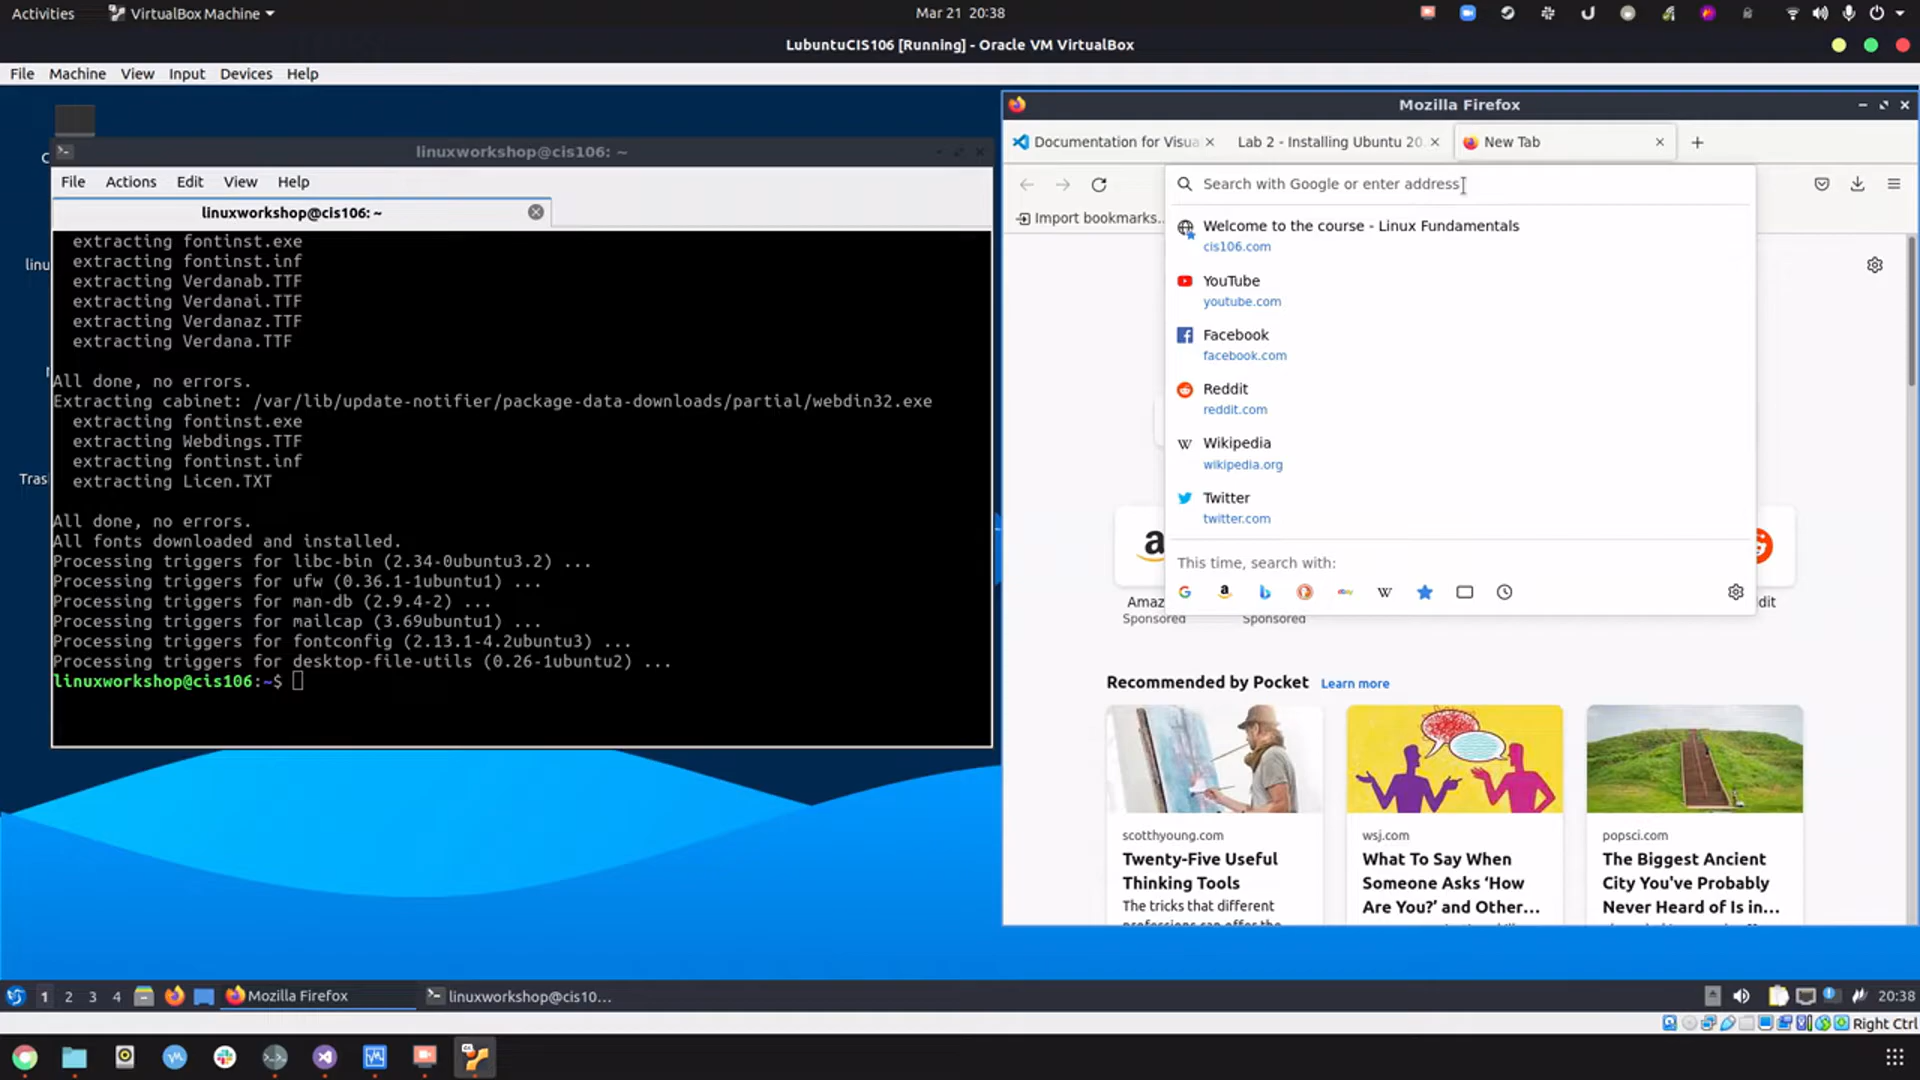 Activities
VirtualBox Machine
Mar 21 20:38
LubuntuCIS106 [Running] - Oracle VM VirtualBox
File Machine View Input Devices Help
linuxworkshop@cis106: ~
File Actions Edit View Help
linuxworkshop@cis106: ~
extracting fontinst.exe
extracting fontinst.inf
extracting Verdanab.TTF
extracting Verdanai.TTF
extracting Verdanaz.TTF
extracting Verdana.TTF
All done, no errors.
Extracting cabinet: /var/lib/update-notifier/package-data-downloads/partial/webdin32.exe
extracting fontinst.exe
extracting Webdings.TTF
extracting fontinst.inf
extracting Licen.TXT
All done, no errors.
All fonts downloaded and installed.
Processing triggers for libc-bin (2.34-0ubuntu3.2) ...
Processing triggers for ufw (0.36.1-1ubuntu1) ...
Processing triggers for man-db (2.9.4-2) ...
Processing triggers for mailcap (3.69ubuntu1) ...
Processing triggers for fontconfig (2.13.1-4.2ubuntu3) ...
Processing triggers for desktop-file-utils (0.26-1ubuntu2) ...
linuxworkshop@cis106:~$
C
linu
Tras
Mozilla Firefox
Documentation for Visua
Lab 2 - Installing Ubuntu 20
New Tab
Search with Google or enter address
Import bookmarks...
Welcome to the course - Linux Fundamentals
cis106.com
YouTube
youtube.com
Facebook
facebook.com
Reddit
reddit.com
Wikipedia
wikipedia.org
Twitter
twitter.com
This time, search with:
Amaz
Sponsored
Sponsored
dit
Recommended by Pocket Learn more
scotthyoung.com
Twenty-Five Useful
Thinking Tools
The tricks that different
professions can offer the
wsj.com
What To Say When
Someone Asks ‘How
Are You?’ and Other...
popsci.com
The Biggest Ancient
City You've Probably
Never Heard of Is in...
1 2 3 4
Mozilla Firefox
linuxworkshop@cis10...
20:38
Right Ctrl